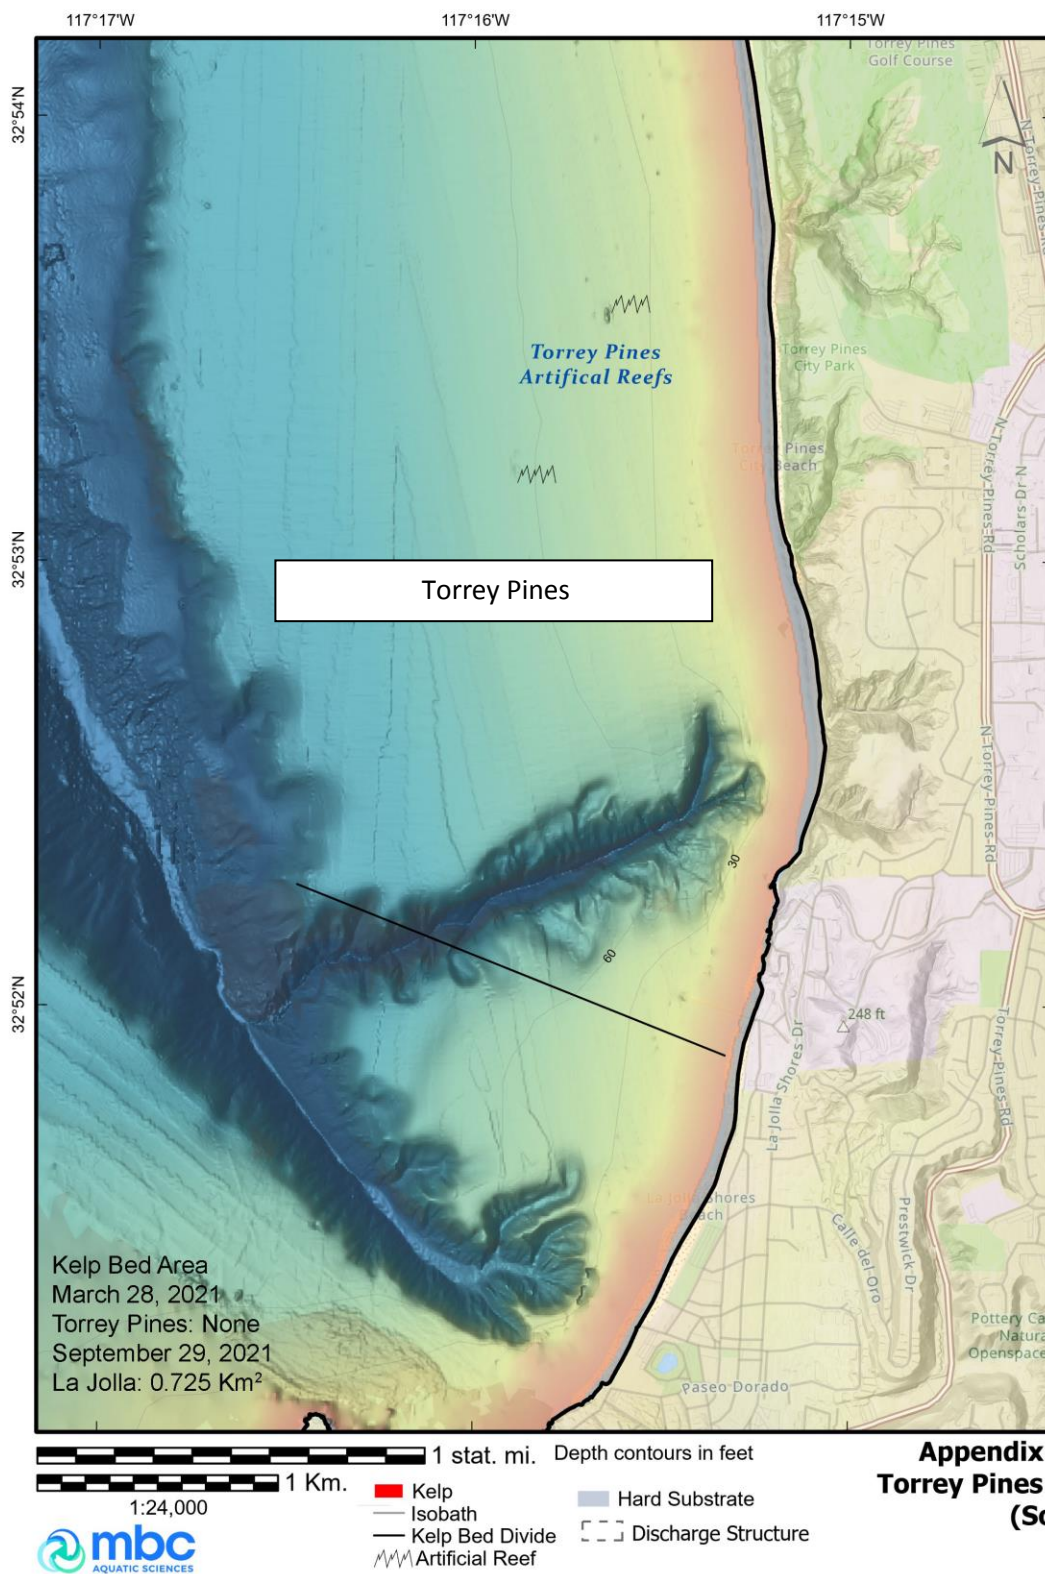 117°17'W
117°16'W
117°15'W
32°54'N
32°53'N
32°52'N
Torrey Pines
Golf Course
N Torrey-Pines Rd
N
Torrey Pines
Artifical Reefs
Torrey Pines
City Park
Torrey Pines
City Beach
N Torrey-Pines-Rd
Scholars Dr N
Torrey Pines
N-Torrey-Pines-Rd
30
60
248 ft
La Jolla Shores Dr
Torrey-Pines-Rd
La Jolla Shores
Beach
Calle del Oro
Prestwick Dr
Kelp Bed Area
March 28, 2021
Torrey Pines: None
September 29, 2021
La Jolla: 0.725 Km²
Pottery Ca
Natura
Openspace
Paseo Dorado
1 stat. mi.
Depth contours in feet
1 Km.
1:24,000
Kelp
Isobath
Kelp Bed Divide
Artificial Reef
Hard Substrate
Discharge Structure
Appendix
Torrey Pines
(So
mbc
AQUATIC SCIENCES